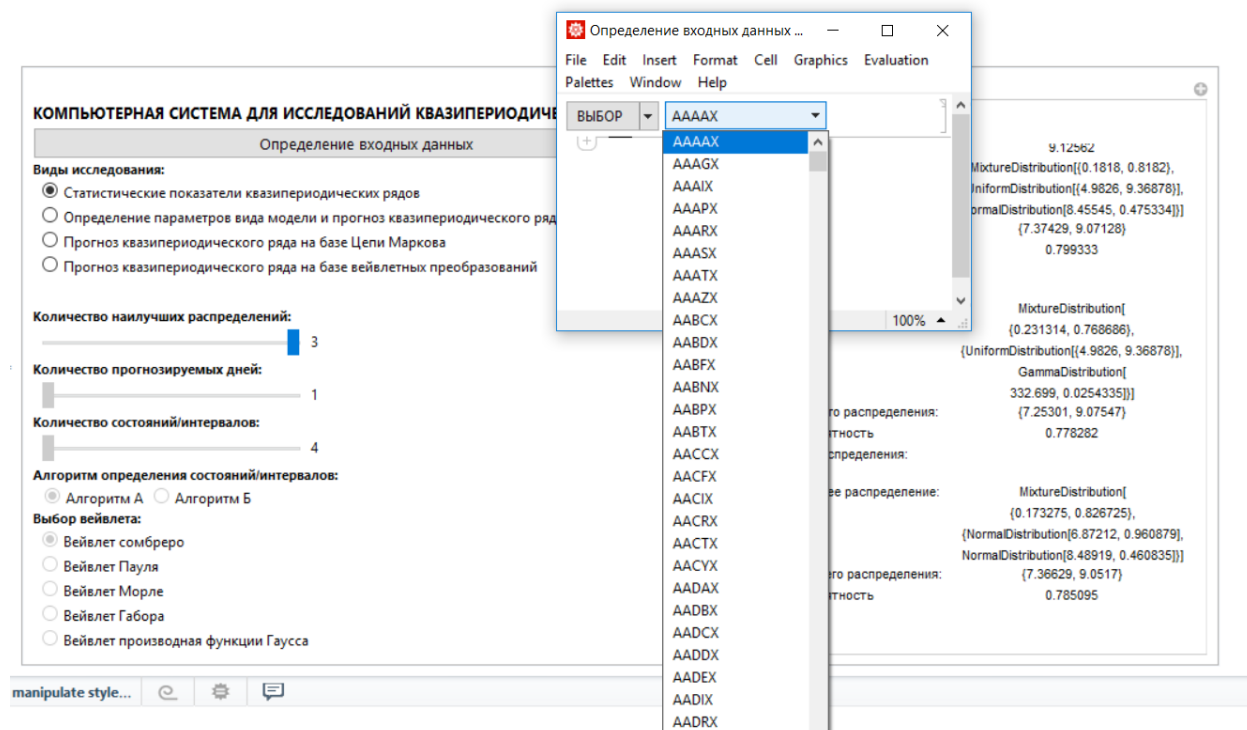 Определение входных данных ...
File Edit Insert Format Cell Graphics Evaluation
Palettes Window Help
ВЫБОР
AAAAX
AAAAX
AAAGX
AAAIX
AAAPX
AAARX
AAASX
AAATX
AAAZX
AABCX
AABDX
AABFX
AABNX
AABPX
AABTX
AACCX
AACFX
AACIX
AACRX
AACTX
AACYX
AADAX
AADBX
AADCX
AADDX
AADEX
AADIX
AADRX
100%
КОМПЬЮТЕРНАЯ СИСТЕМА ДЛЯ ИССЛЕДОВАНИЙ КВАЗИПЕРИОДИЧЕ
Определение входных данных
Виды исследования:
Статистические показатели квазипериодических рядов
Определение параметров вида модели и прогноз квазипериодического ряд
Прогноз квазипериодического ряда на базе Цепи Маркова
Прогноз квазипериодического ряда на базе вейвлетных преобразований
Количество наилучших распределений:
3
Количество прогнозируемых дней:
1
Количество состояний/интервалов:
4
Алгоритм определения состояний/интервалов:
Алгоритм А Алгоритм Б
Выбор вейвлета:
Вейвлет сомбреро
Вейвлет Пауля
Вейвлет Морле
Вейвлет Габора
Вейвлет производная функции Гаусса
9.12562
MixtureDistribution[{0.1818, 0.8182},
niformDistribution[{4.9826, 9.36878}],
ormalDistribution[8.45545, 0.475334]}]
{7.37429, 9.07128}
0.799333
MixtureDistribution[
{0.231314, 0.768686},
{UniformDistribution[{4.9826, 9.36878}],
GammaDistribution[
332.699, 0.0254335]}]
го распределения: {7.25301, 9.07547}
тность 0.778282
спределения:
ее распределение: MixtureDistribution[
{0.173275, 0.826725},
{NormalDistribution[6.87212, 0.960879],
NormalDistribution[8.48919, 0.460835]}]
его распределения: {7.36629, 9.0517}
тность 0.785095
manipulate style...